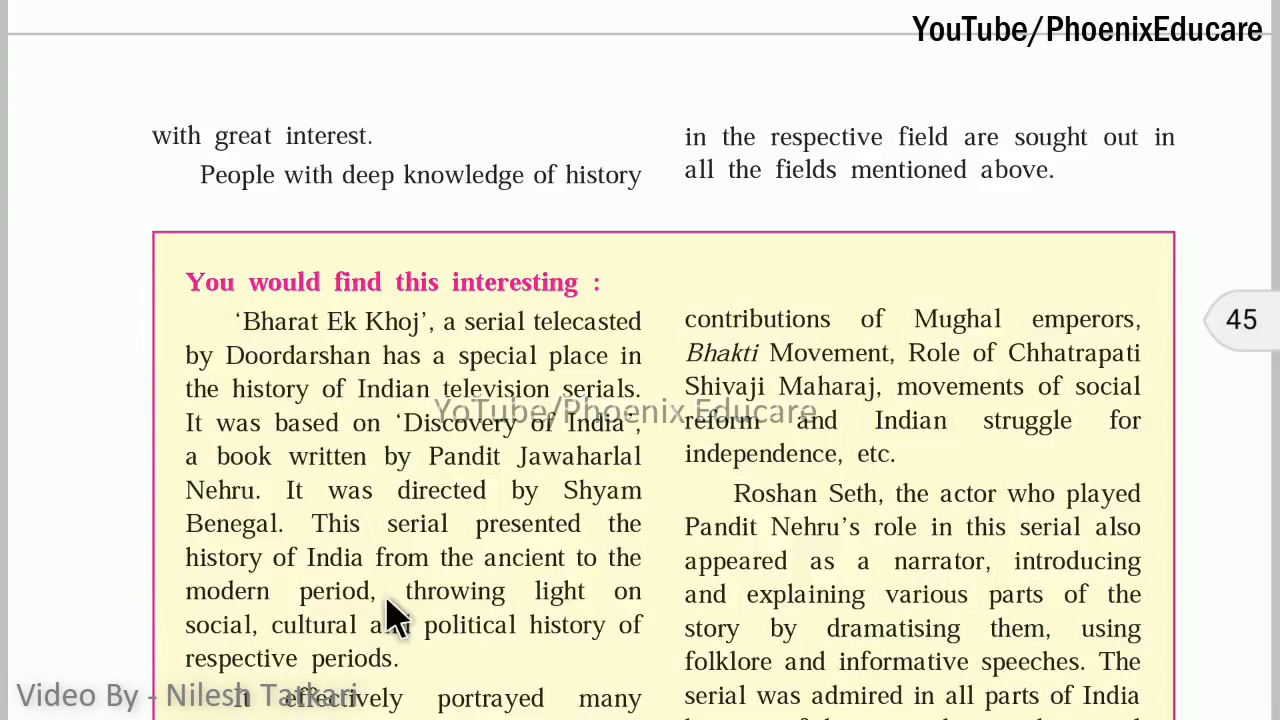 YouTube/PhoenixEducare
with great interest.
People with deep knowledge of history
in the respective field are sought out in
all the fields mentioned above.
You would find this interesting :
‘Bharat Ek Khoj’, a serial telecasted
by Doordarshan has a special place in
the history of Indian television serials.
It was based on ‘Discovery of India’,
a book written by Pandit Jawaharlal
Nehru. It was directed by Shyam
Benegal. This serial presented the
history of India from the ancient to the
modern period, throwing light on
social, cultural and political history of
respective periods.
It effectively portrayed many
contributions of Mughal emperors,
Bhakti Movement, Role of Chhatrapati
Shivaji Maharaj, movements of social
reform and Indian struggle for
independence, etc.
Roshan Seth, the actor who played
Pandit Nehru’s role in this serial also
appeared as a narrator, introducing
and explaining various parts of the
story by dramatising them, using
folklore and informative speeches. The
serial was admired in all parts of India
45
YoTube/Phoenix Educare
Video By - Nilesh Tatkari